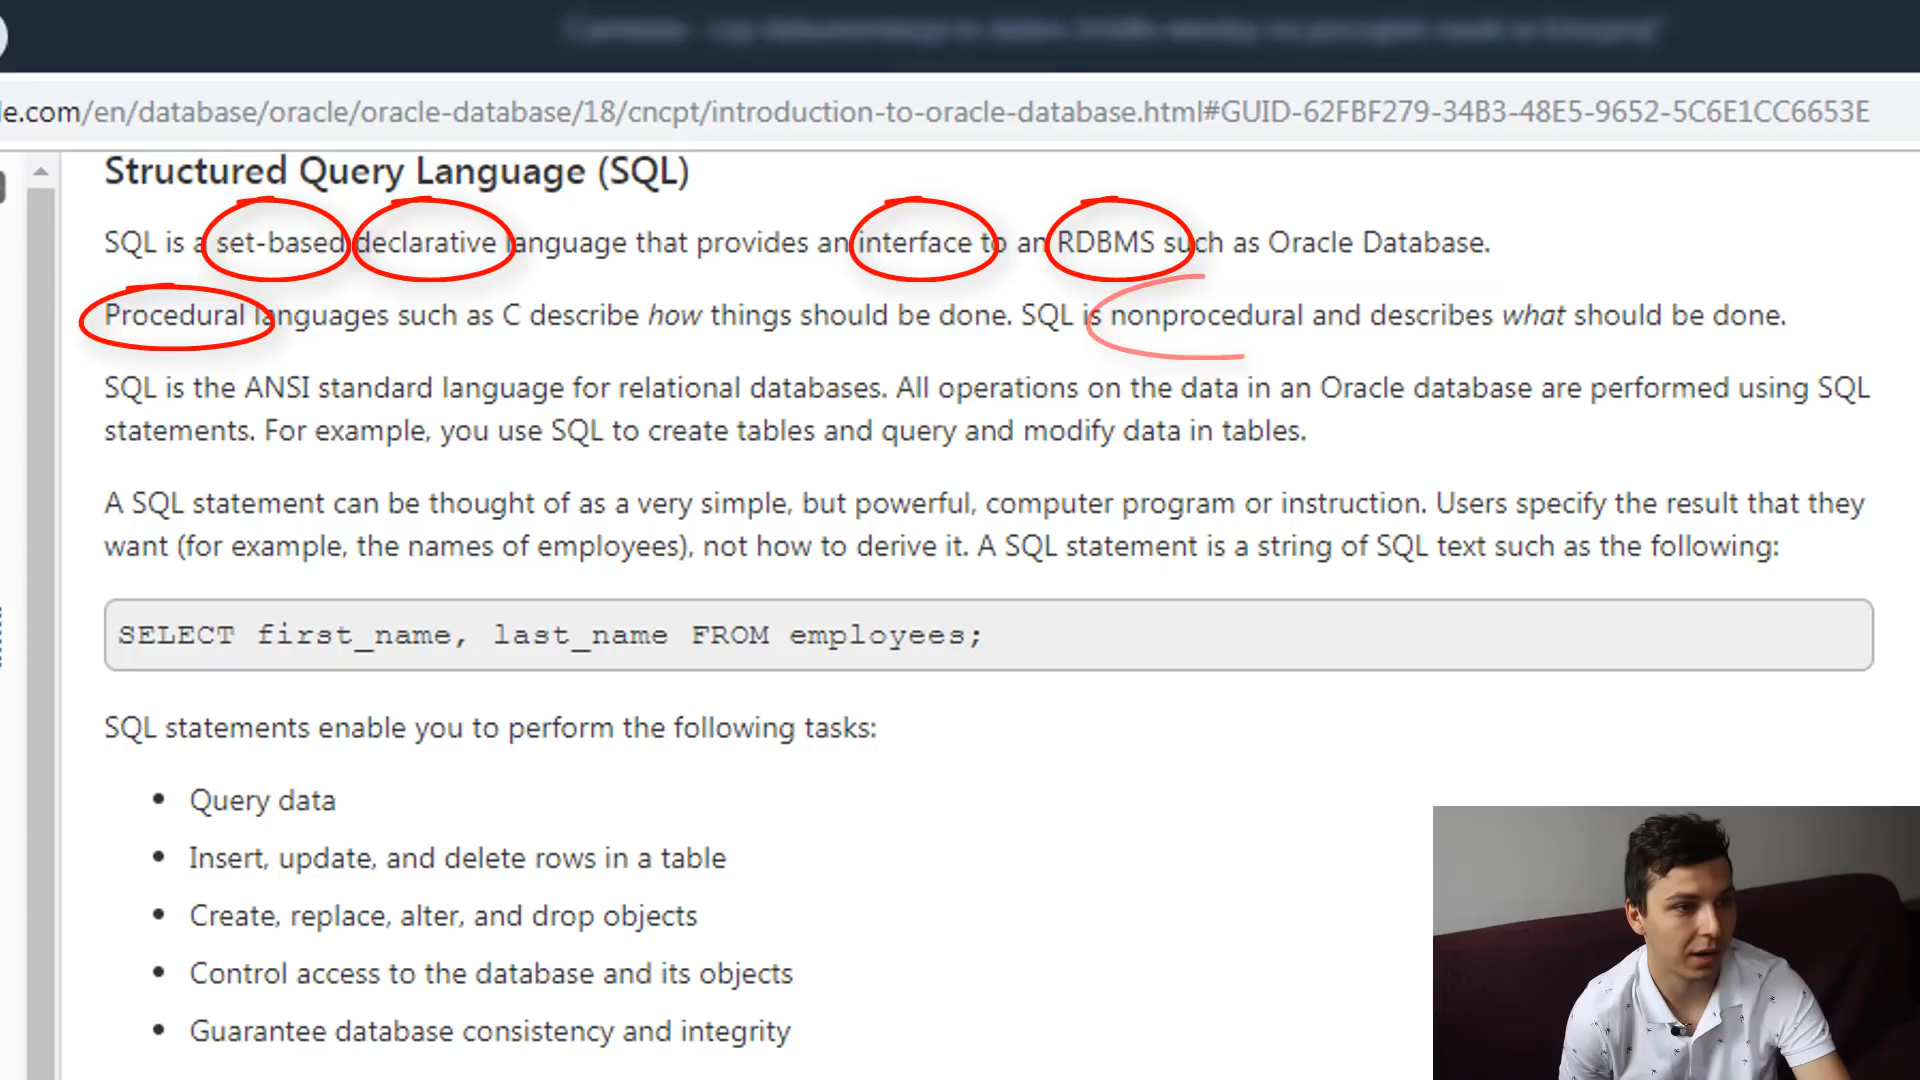 le.com/en/database/oracle/oracle-database/18/cncpt/introduction-to-oracle-database.html#GUID-62FBF279-34B3-48E5-9652-5C6E1CC6653E
Structured Query Language (SQL)
SQL is a set-based declarative language that provides an interface to an RDBMS such as Oracle Database.
Procedural languages such as C describe how things should be done. SQL is nonprocedural and describes what should be done.
SQL is the ANSI standard language for relational databases. All operations on the data in an Oracle database are performed using SQL
statements. For example, you use SQL to create tables and query and modify data in tables.
A SQL statement can be thought of as a very simple, but powerful, computer program or instruction. Users specify the result that they
want (for example, the names of employees), not how to derive it. A SQL statement is a string of SQL text such as the following:
SELECT first_name, last_name FROM employees;
SQL statements enable you to perform the following tasks:
• Query data
• Insert, update, and delete rows in a table
• Create, replace, alter, and drop objects
• Control access to the database and its objects
• Guarantee database consistency and integrity